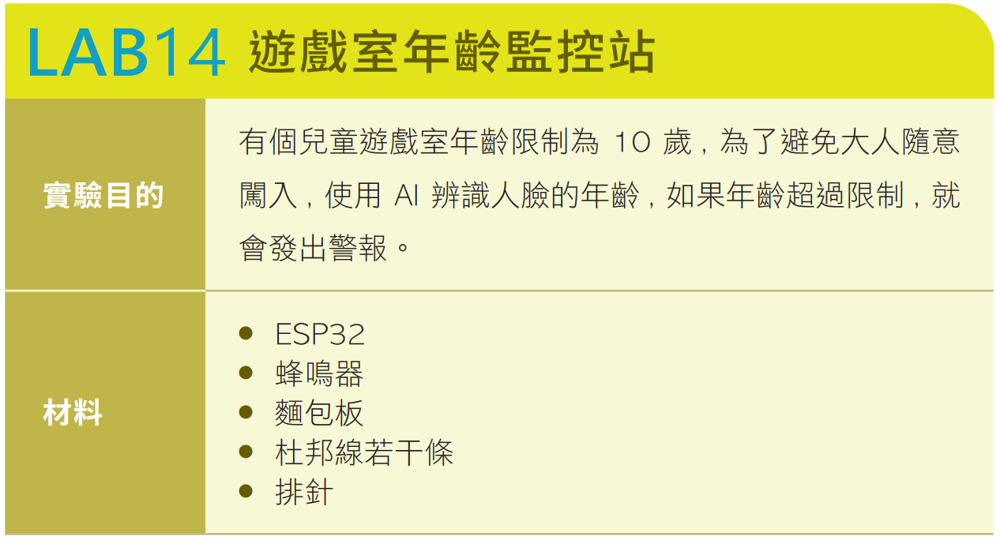 LAB14 遊戲室年齡監控站
實驗目的
有個兒童遊戲室年齡限制為 10 歲，為了避免大人隨意
闖入，使用 AI 辨識人臉的年齡，如果年齡超過限制，就
會發出警報。
材料
● ESP32
● 蜂鳴器
● 麵包板
● 杜邦線若干條
● 排針